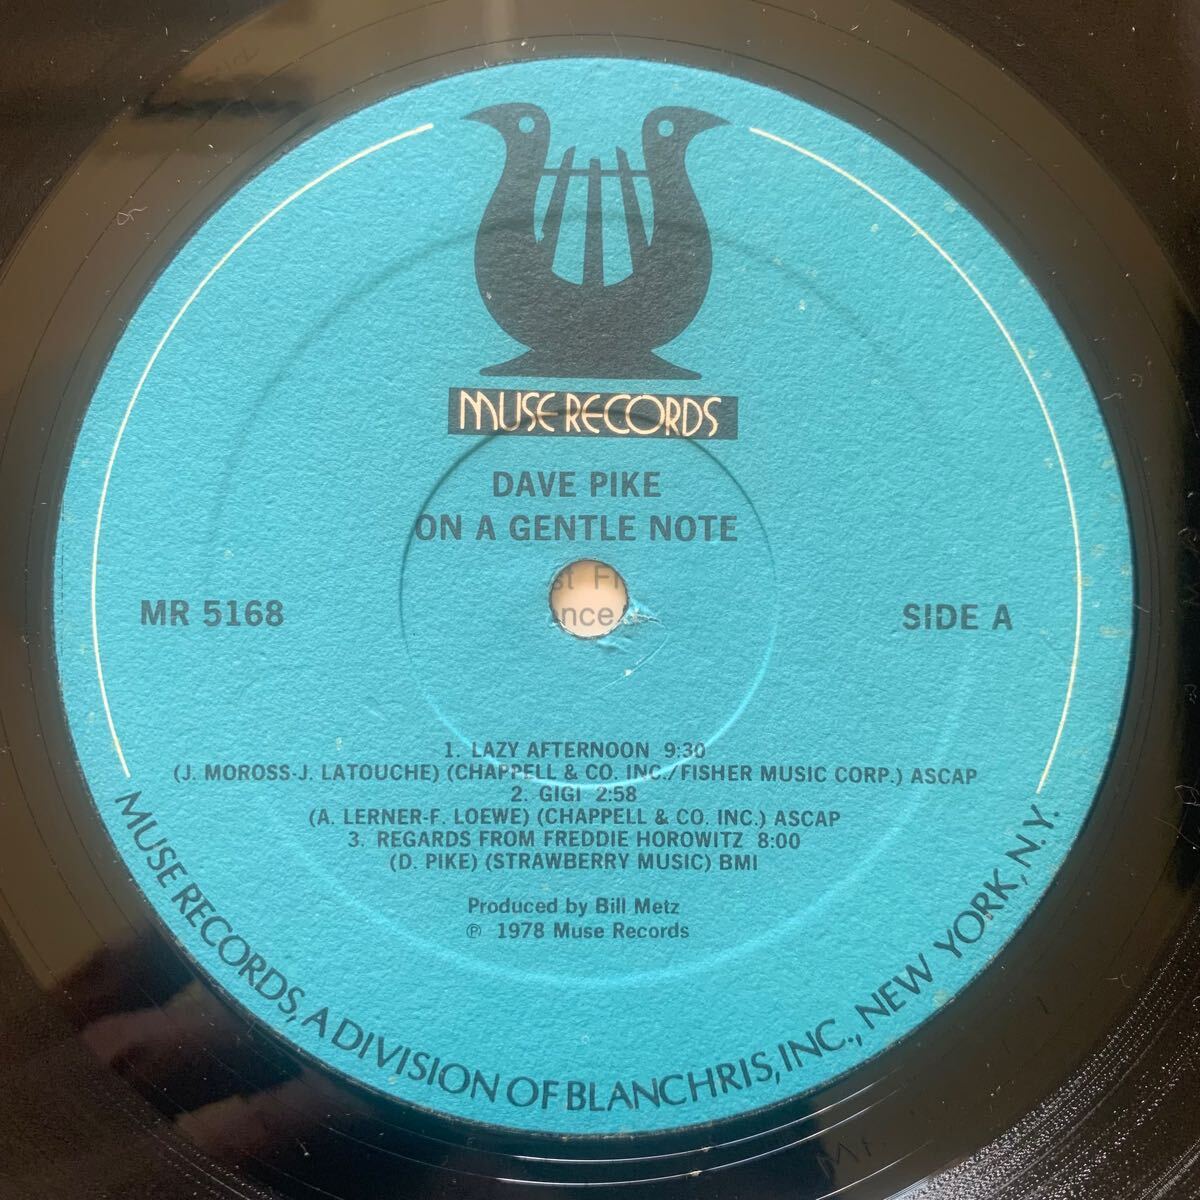 MUSE RECORDS
DAVE PIKE
ON A GENTLE NOTE
MR 5168
SIDE A
1. LAZY AFTERNOON 9:30
(J. MOROSS-J. LATOUCHE) (CHAPPELL & CO. INC./FISHER MUSIC CORP.) ASCAP
2. GIGI 2:58
(A. LERNER-F. LOEWE) (CHAPPELL & CO. INC.) ASCAP
3. REGARDS FROM FREDDIE HOROWITZ 8:00
(D. PIKE) (STRAWBERRY MUSIC) BMI
Produced by Bill Metz
℗ 1978 Muse Records
MUSE RECORDS, A DIVISION OF BLANCHRIS, INC., NEW YORK, N.Y.